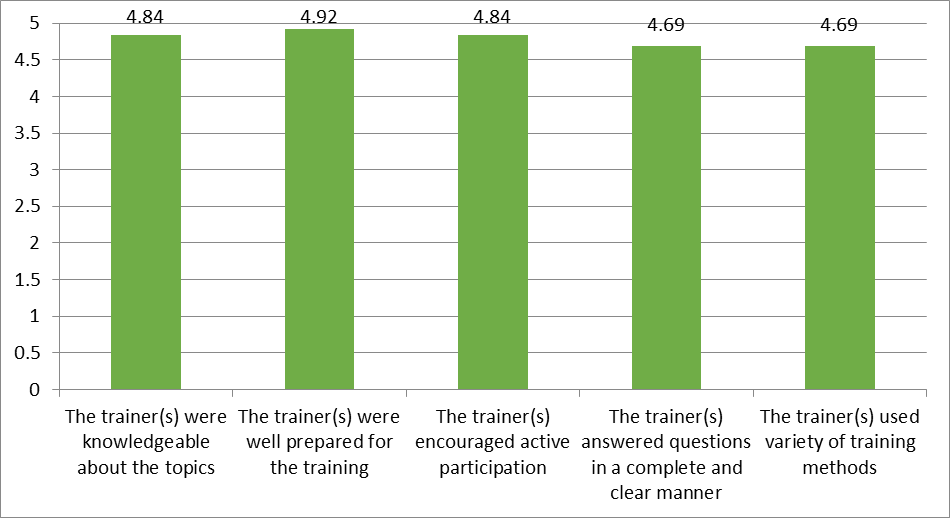 4.84
4.92
4.84
4.69
4.69
5
4.5
4
3.5
3
2.5
2
1.5
1
0.5
0
The trainer(s) were
knowledgeable
about the topics
The trainer(s) were
well prepared for
the training
The trainer(s)
encouraged active
participation
The trainer(s)
answered questions
in a complete and
clear manner
The trainer(s) used
variety of training
methods